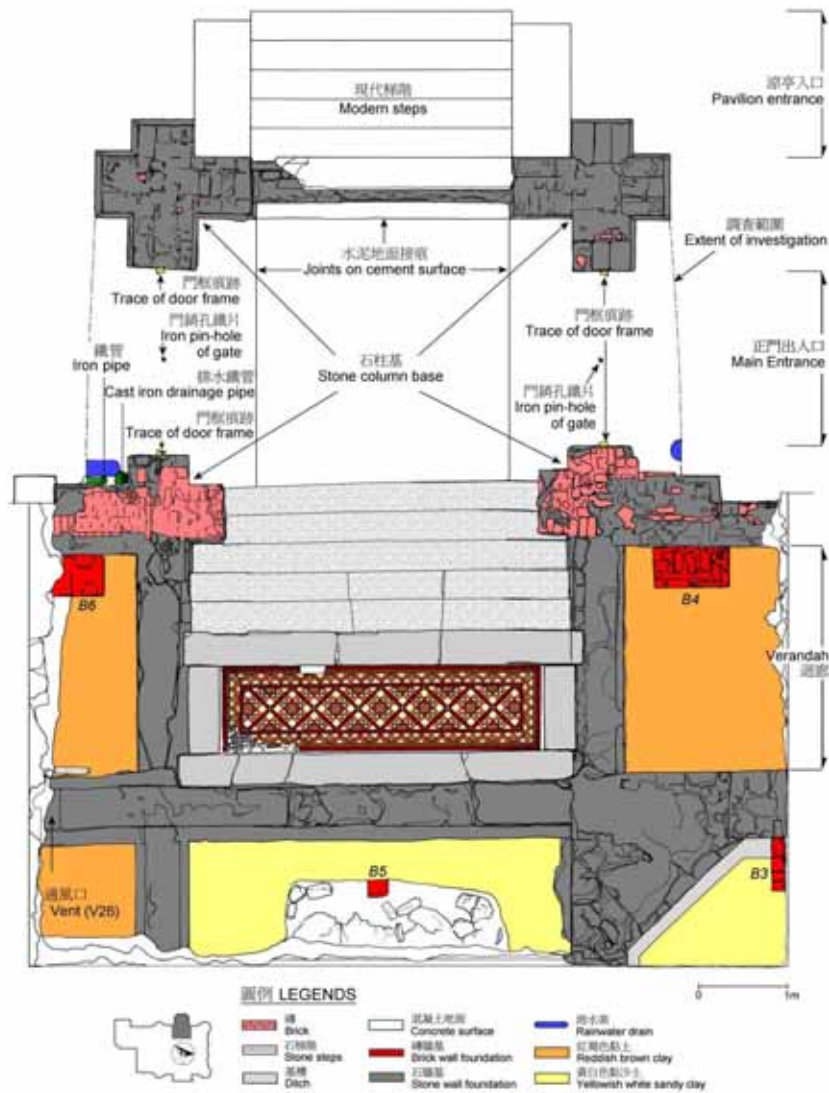 現代梯階
Modern steps
涼亭入口
Pavilion entrance
水泥地面接痕
Joints on cement surface
調查範圍
Extent of investigation
門框痕跡
Trace of door frame
門框痕跡
Trace of door frame
門銷孔鐵片
Iron pin-hole
of gate
鐵管
Iron pipe
石柱基
Stone column base
正門出入口
Main Entrance
排水鐵管
Cast iron drainage pipe
門銷孔鐵片
Iron pin-hole
of gate
門框痕跡
Trace of door frame
B6
B4
Verandah
迴廊
B5
B3
通風口
Vent (V26)
圖例 LEGENDS
0 1m
磚
Brick
混凝土地面
Concrete surface
Rainwater drain
石梯階
Stone steps
磚牆基
Brick wall foundation
紅褐色黏土
Reddish brown clay
基槽
Ditch
石牆基
Stone wall foundation
黃白色黏沙土
Yellowish white sandy clay